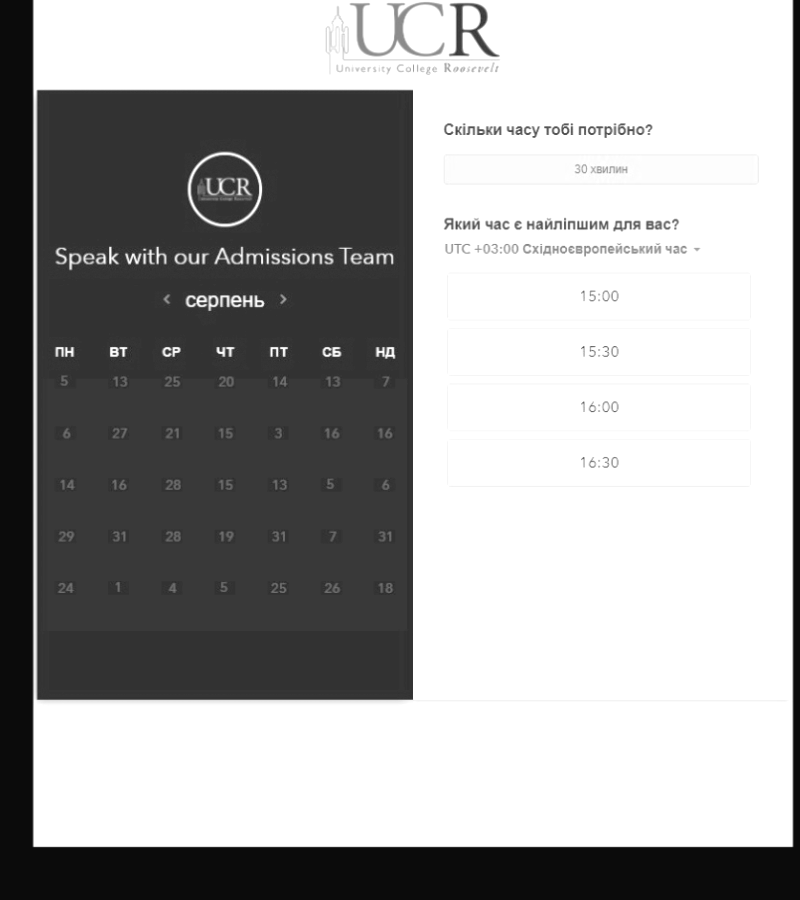 UCR
University College Roosevelt
UCR
Speak with our Admissions Team
‹ серпень ›
ПН ВТ СР ЧТ ПТ СБ НД
5 13 25 20 14 13 7
6 27 21 15 3 16 16
14 16 28 15 13 5 6
29 31 28 19 31 7 31
24 1 4 5 25 26 18
Скільки часу тобі потрібно?
30 хвилин
Який час є найліпшим для вас?
UTC +03:00 Східноєвропейський час
15:00
15:30
16:00
16:30